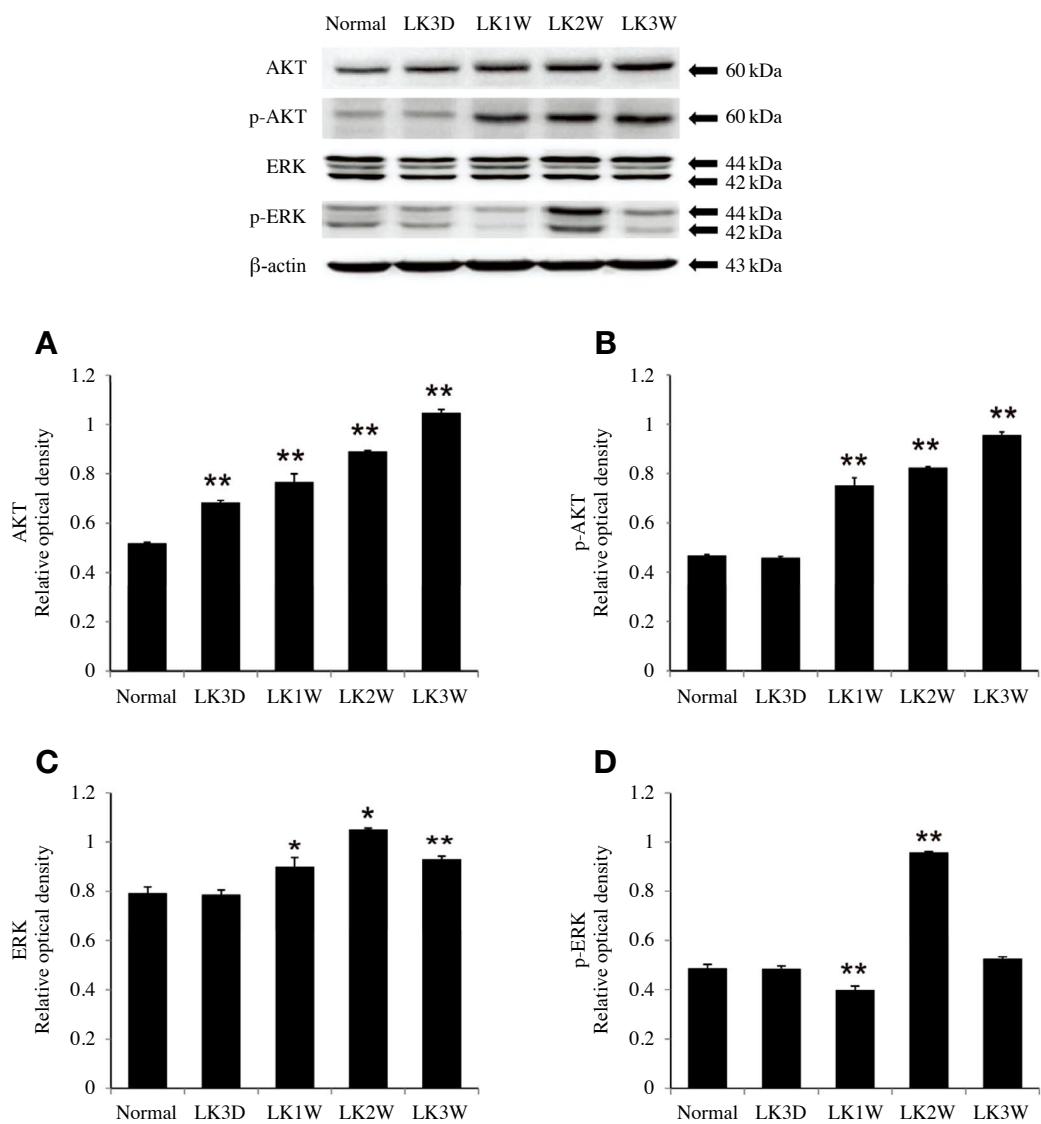 Normal LK3D LK1W LK2W LK3W
AKT 60 kDa
p-AKT 60 kDa
ERK 44 kDa
42 kDa
p-ERK 44 kDa
42 kDa
β-actin 43 kDa
A
AKT
Relative optical density
1.2
1
0.8
0.6
0.4
0.2
0
** ** ** **
Normal LK3D LK1W LK2W LK3W
B
p-AKT
Relative optical density
1.2
1
0.8
0.6
0.4
0.2
0
** ** **
Normal LK3D LK1W LK2W LK3W
C
ERK
Relative optical density
1.2
1
0.8
0.6
0.4
0.2
0
* * **
Normal LK3D LK1W LK2W LK3W
D
p-ERK
Relative optical density
1.2
1
0.8
0.6
0.4
0.2
0
** **
Normal LK3D LK1W LK2W LK3W